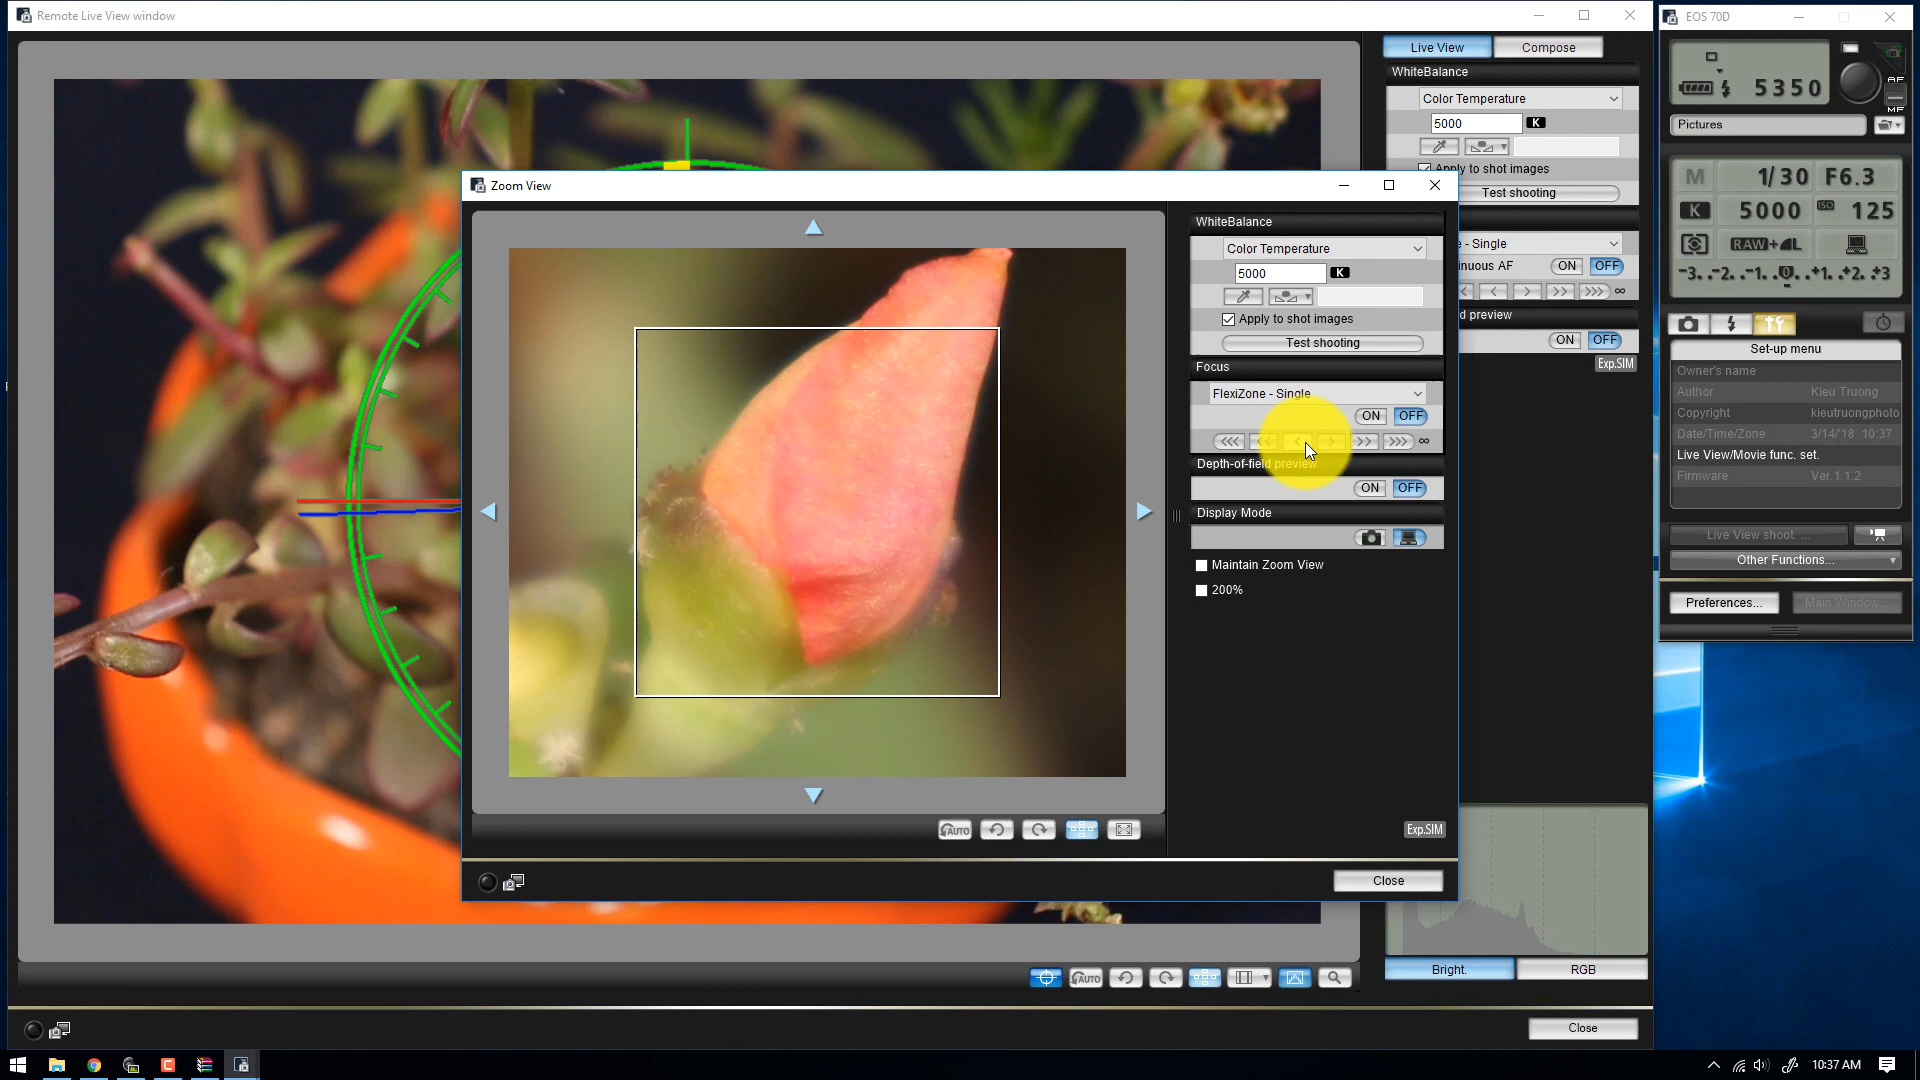 Remote Live View window
EOS 70D
5350
AF
MF
Pictures
M 1/30 F6.3
K 5000 ISO 125
RAW+ L
-3..-2..-1..0..+1..+2..+3
Set-up menu
Owner's name
Author Kieu Truong
Copyright kieutruongphoto
Date/Time/Zone 3/14/'18 10:37
Live View/Movie func. set.
Firmware Ver.1.1.2
Live View shoot. ...
Other Functions...
Preferences... Main Window...
Live View Compose
WhiteBalance
Color Temperature
5000 K
Apply to shot images
Test shooting
e - Single
inuous AF ON OFF
< > >> >>> ∞
d preview
ON OFF
Exp.SIM
Bright. RGB
AUTO
Close
Zoom View
WhiteBalance
Color Temperature
5000 K
Apply to shot images
Test shooting
Focus
FlexiZone - Single
ON OFF
<<< << < > >> >>> ∞
Depth-of-field preview
ON OFF
Display Mode
Maintain Zoom View
200%
Exp.SIM
AUTO
Close
10:37 AM